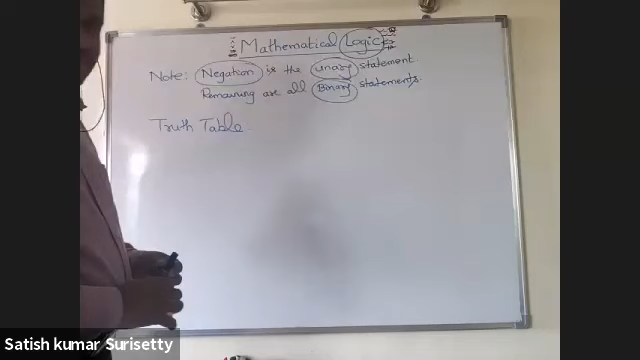 Mathematical Logic
Note: Negation is the unary statement
Remaining are all Binary statements.
Truth Table.
Satish kumar Surisetty